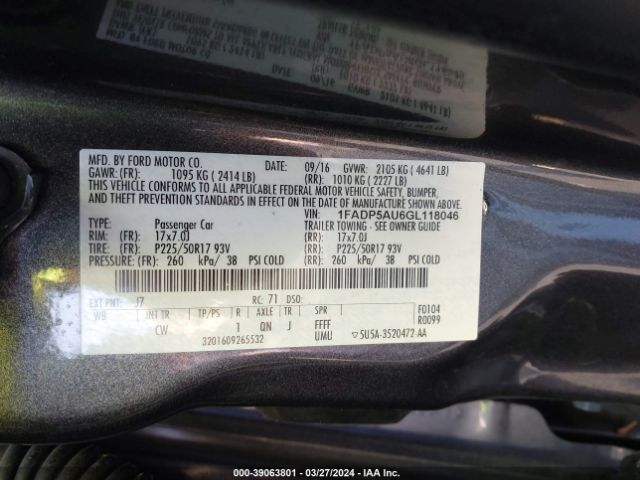 MFD. BY FORD MOTOR CO.
DATE: 09/16 GVWR: 2105 KG ( 4641 LB)
GAWR:(FR): 1095 KG ( 2414 LB) (RR): 1010 KG ( 2227 LB)
THIS VEHICLE CONFORMS TO ALL APPLICABLE FEDERAL MOTOR VEHICLE SAFETY, BUMPER,
AND THEFT PREVENTION STANDARDS IN EFFECT ON THE DATE OF MANUFACTURE SHOWN ABOVE.
VIN: 1FADP5AU6GL118046
TYPE: Passenger Car TRAILER TOWING - SEE OWNER GUIDE
RIM: (FR): 17x7.0J (RR): 17x7.0J
TIRE: (FR): P225/50R17 93V (RR): P225/50R17 93V
PRESSURE: (FR): 260 kPa/ 38 PSI COLD (RR): 260 kPa/ 38 PSI COLD
EXT PNT: J7 RC: 71 DSO:
WB INT TR TP/PS R AXLE TR SPR F0104
R0099
CW 1 QN J FFFF
UMU
3201609265532 5U5A-3520472-AA
000-39063801 / 03/27/2024 / IAA Inc.